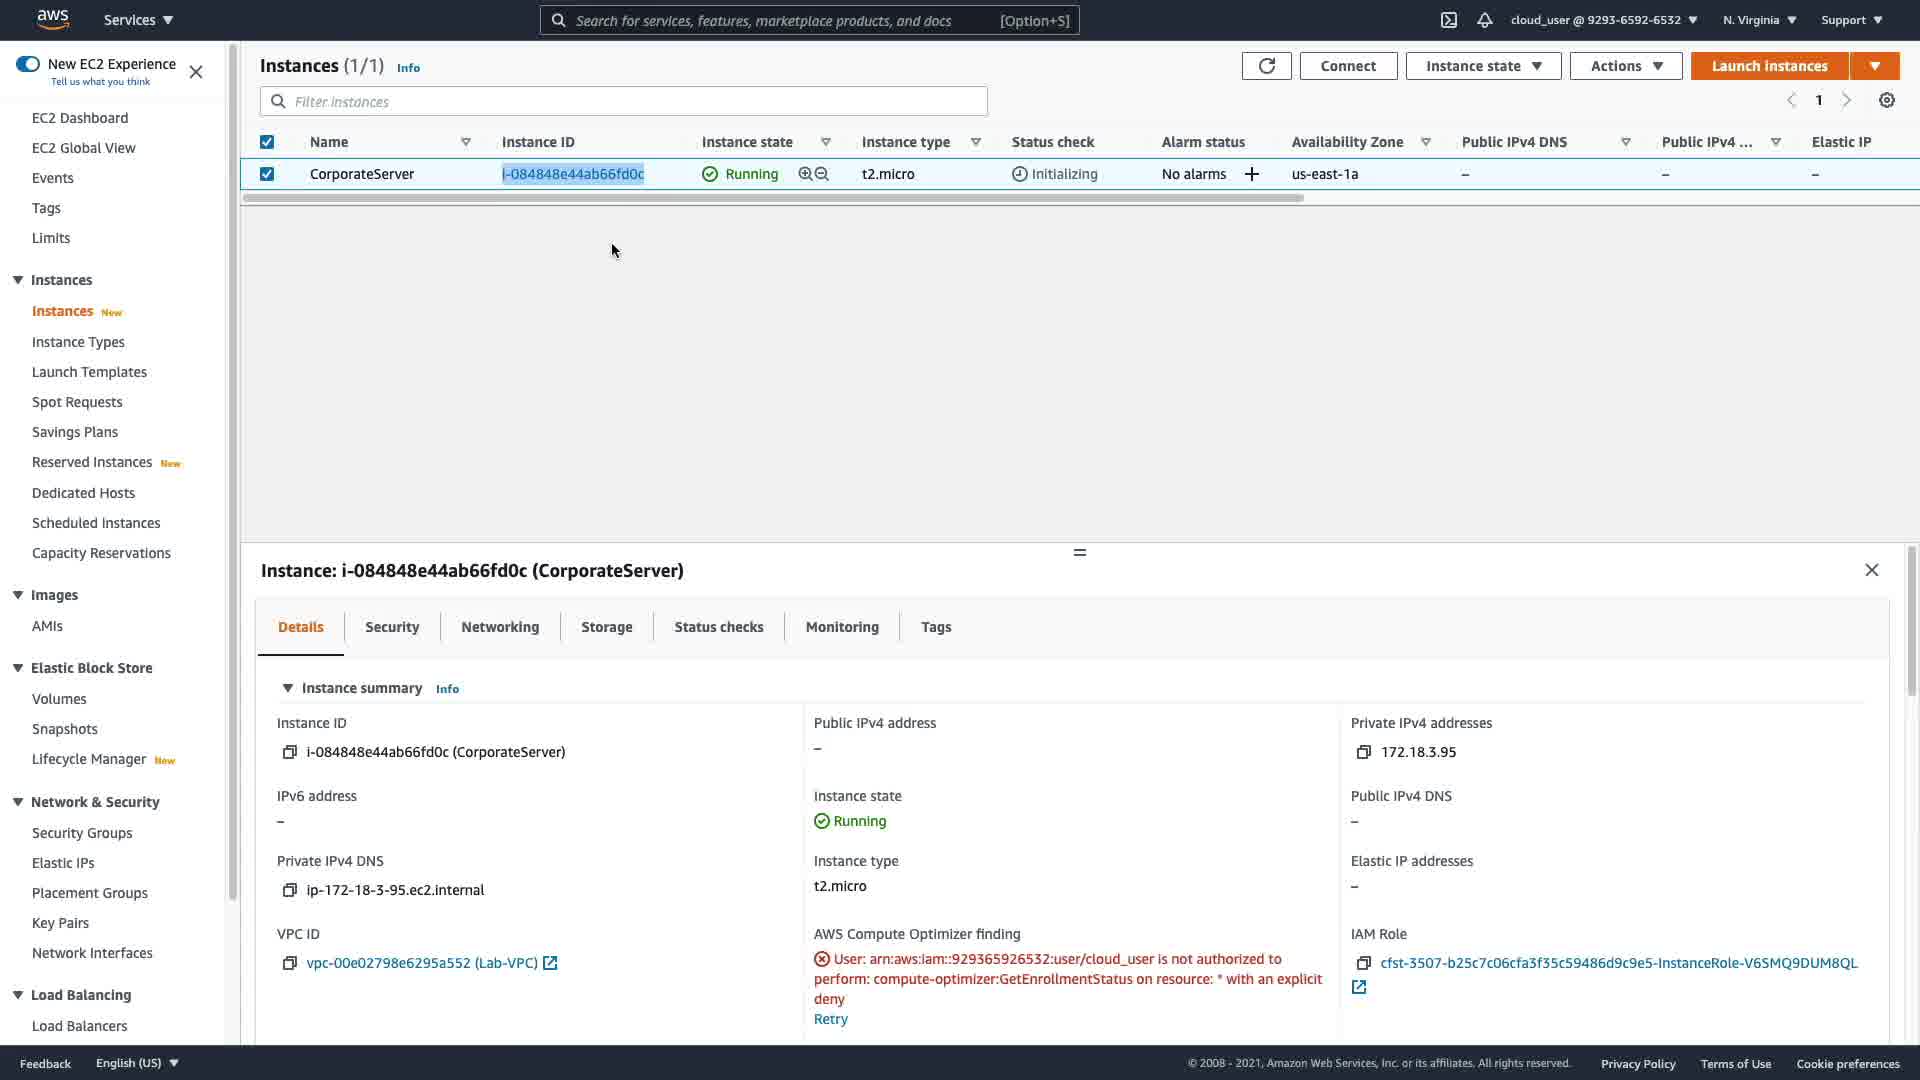 aws Services Search for services, features, marketplace products, and docs [Option+S] cloud_user @ 9293-6592-6532 N. Virginia Support
New EC2 Experience
Tell us what you think
EC2 Dashboard
EC2 Global View
Events
Tags
Limits
Instances
Instances New
Instance Types
Launch Templates
Spot Requests
Savings Plans
Reserved Instances New
Dedicated Hosts
Scheduled Instances
Capacity Reservations
Images
AMIs
Elastic Block Store
Volumes
Snapshots
Lifecycle Manager New
Network & Security
Security Groups
Elastic IPs
Placement Groups
Key Pairs
Network Interfaces
Load Balancing
Load Balancers
Instances (1/1) Info Connect Instance state Actions Launch instances
Filter instances 1
Name Instance ID Instance state Instance type Status check Alarm status Availability Zone Public IPv4 DNS Public IPv4 ... Elastic IP
CorporateServer i-084848e44ab66fd0c Running t2.micro Initializing No alarms + us-east-1a – – –
Instance: i-084848e44ab66fd0c (CorporateServer)
Details Security Networking Storage Status checks Monitoring Tags
Instance summary Info
Instance ID
i-084848e44ab66fd0c (CorporateServer)
Public IPv4 address
–
Private IPv4 addresses
172.18.3.95
IPv6 address
–
Instance state
Running
Public IPv4 DNS
–
Private IPv4 DNS
ip-172-18-3-95.ec2.internal
Instance type
t2.micro
Elastic IP addresses
–
VPC ID
vpc-00e02798e6295a552 (Lab-VPC)
AWS Compute Optimizer finding
User: arn:aws:iam::929365926532:user/cloud_user is not authorized to
perform: compute-optimizer:GetEnrollmentStatus on resource: * with an explicit
deny
Retry
IAM Role
cfst-3507-b25c7c06cfa3f35c59486d9c9e5-InstanceRole-V6SMQ9DUM8QL
Feedback English (US) © 2008 - 2021, Amazon Web Services, Inc. or its affiliates. All rights reserved. Privacy Policy Terms of Use Cookie preferences